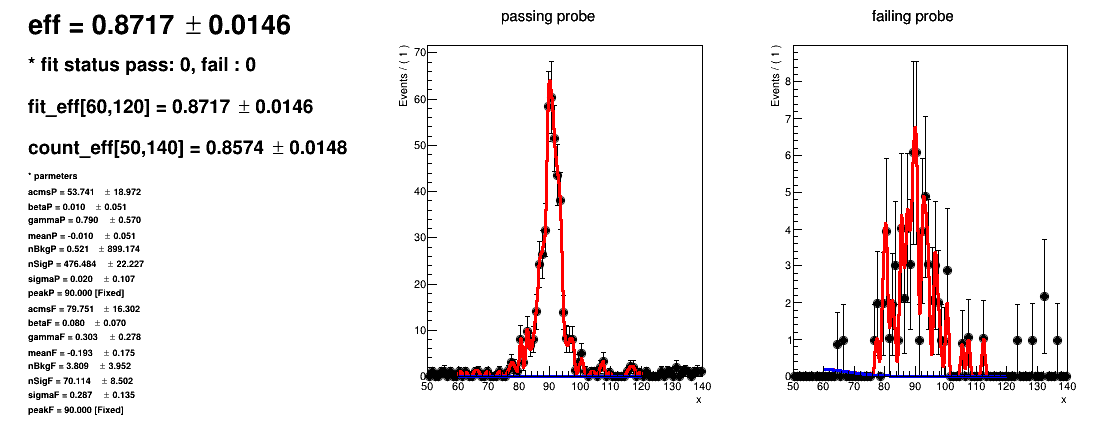 eff = 0.8717 ± 0.0146
* fit status pass: 0, fail : 0
fit_eff[60,120] = 0.8717 ± 0.0146
count_eff[50,140] = 0.8574 ± 0.0148
* parmeters
acmsP = 53.741 ± 18.972
betaP = 0.010 ± 0.051
gammaP = 0.790 ± 0.570
meanP = -0.010 ± 0.051
nBkgP = 0.521 ± 899.174
nSigP = 476.484 ± 22.227
sigmaP = 0.020 ± 0.107
peakP = 90.000 [Fixed]
acmsF = 79.751 ± 16.302
betaF = 0.080 ± 0.070
gammaF = 0.303 ± 0.278
meanF = -0.193 ± 0.175
nBkgF = 3.809 ± 3.952
nSigF = 70.114 ± 8.502
sigmaF = 0.287 ± 0.135
peakF = 90.000 [Fixed]
passing probe
Events / ( 1 )
70
60
50
40
30
20
10
0
50 60 70 80 90 100 110 120 130 140
x
failing probe
Events / ( 1 )
8
7
6
5
4
3
2
1
0
50 60 70 80 90 100 110 120 130 140
x